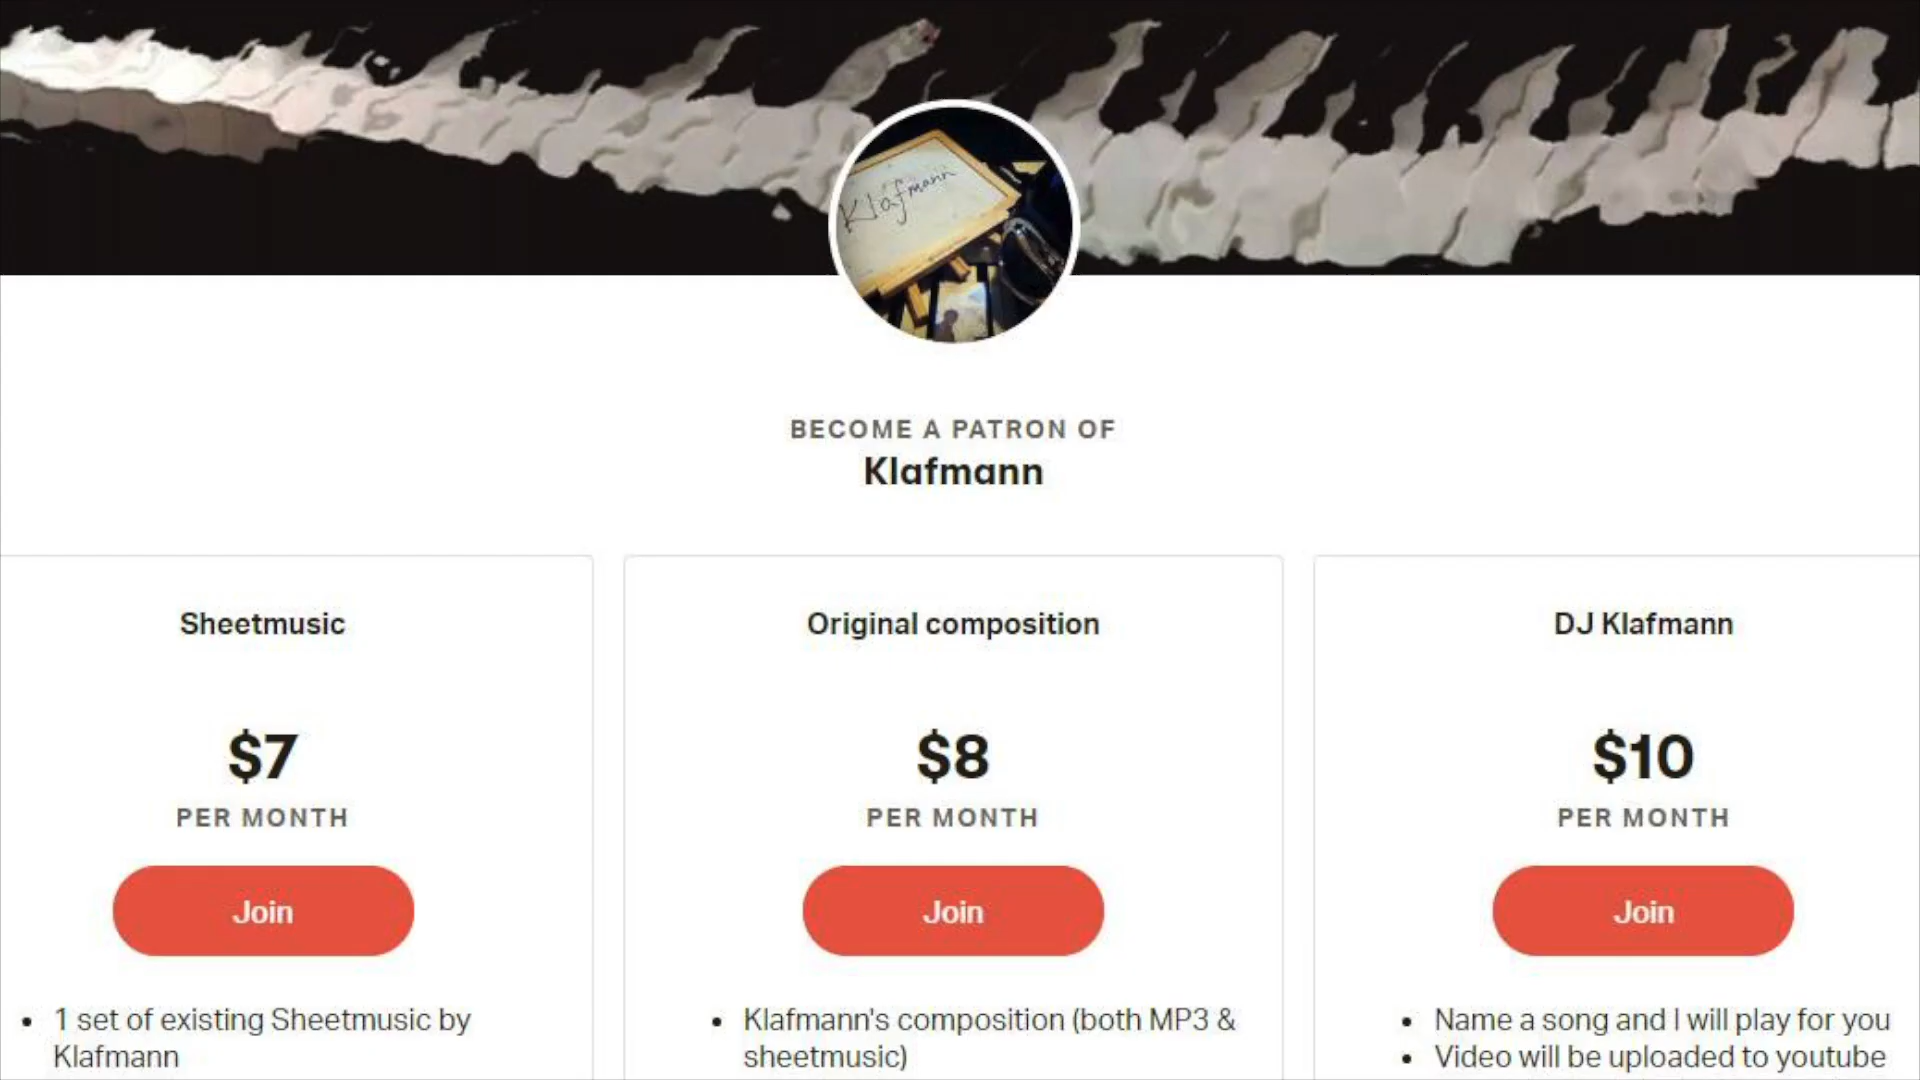 Klafmann
BECOME A PATRON OF
Klafmann
Sheetmusic
$7
PER MONTH
Join
1 set of existing Sheetmusic by
Klafmann
Original composition
$8
PER MONTH
Join
Klafmann's composition (both MP3 &
sheetmusic)
DJ Klafmann
$10
PER MONTH
Join
Name a song and I will play for you
Video will be uploaded to youtube